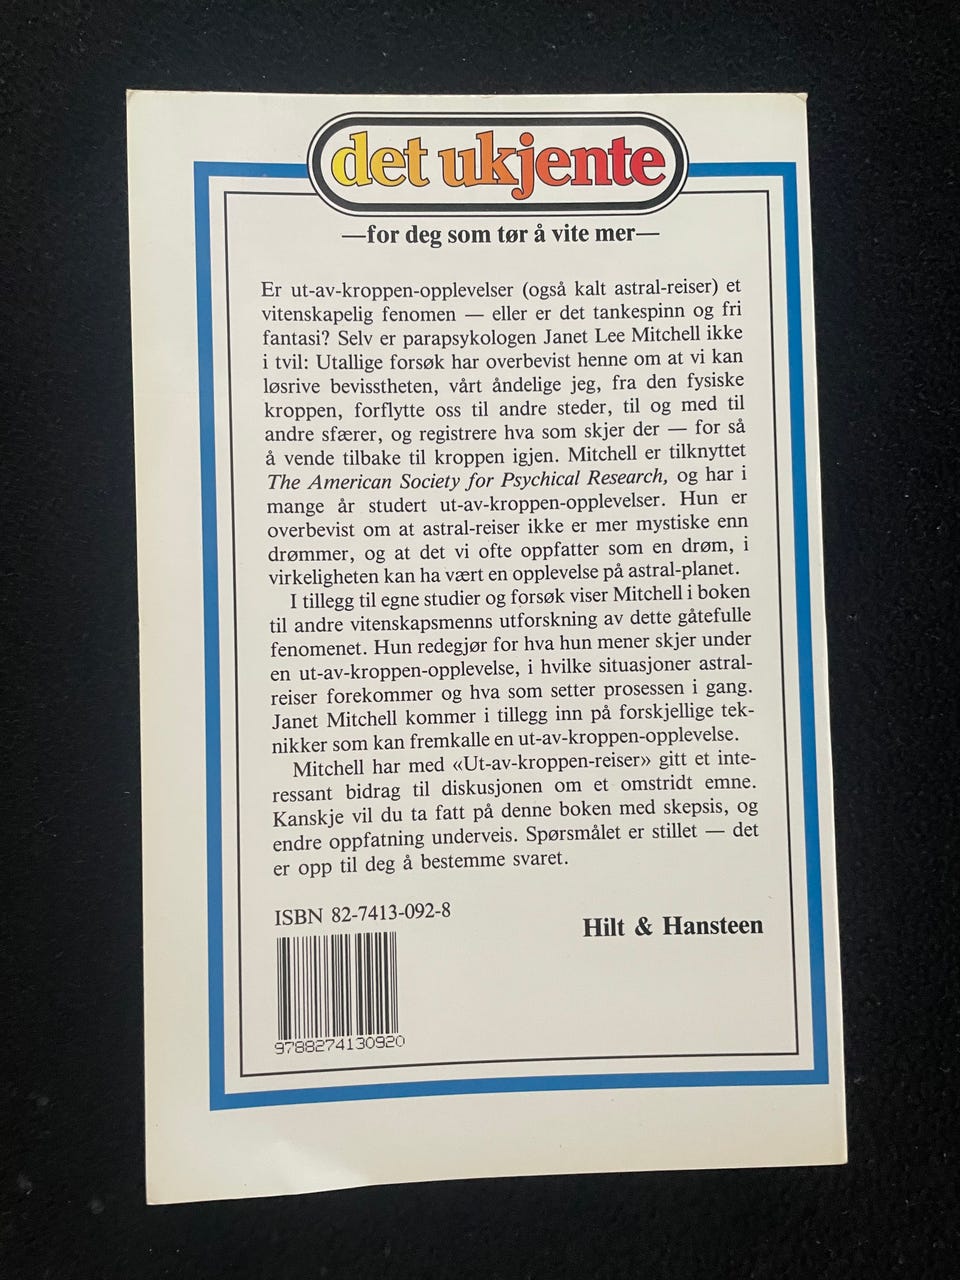 det ukjente
—for deg som tør å vite mer—
Er ut-av-kroppen-opplevelser (også kalt astral-reiser) et
vitenskapelig fenomen — eller er det tankespinn og fri
fantasi? Selv er parapsykologen Janet Lee Mitchell ikke
i tvil: Utallige forsøk har overbevist henne om at vi kan
løsrive bevisstheten, vårt åndelige jeg, fra den fysiske
kroppen, forflytte oss til andre steder, til og med til
andre sfærer, og registrere hva som skjer der — for så
å vende tilbake til kroppen igjen. Mitchell er tilknyttet
The American Society for Psychical Research, og har i
mange år studert ut-av-kroppen-opplevelser. Hun er
overbevist om at astral-reiser ikke er mer mystiske enn
drømmer, og at det vi ofte oppfatter som en drøm, i
virkeligheten kan ha vært en opplevelse på astral-planet.
I tillegg til egne studier og forsøk viser Mitchell i boken
til andre vitenskapsmenns utforskning av dette gåtefulle
fenomenet. Hun redegjør for hva hun mener skjer under
en ut-av-kroppen-opplevelse, i hvilke situasjoner astral-
reiser forekommer og hva som setter prosessen i gang.
Janet Mitchell kommer i tillegg inn på forskjellige tek-
nikker som kan fremkalle en ut-av-kroppen-opplevelse.
Mitchell har med «Ut-av-kroppen-reiser» gitt et inte-
ressant bidrag til diskusjonen om et omstridt emne.
Kanskje vil du ta fatt på denne boken med skepsis, og
endre oppfatning underveis. Spørsmålet er stillet — det
er opp til deg å bestemme svaret.
ISBN 82-7413-092-8
Hilt & Hansteen
9788274130920